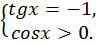 {tgx = −1,
cosx > 0.